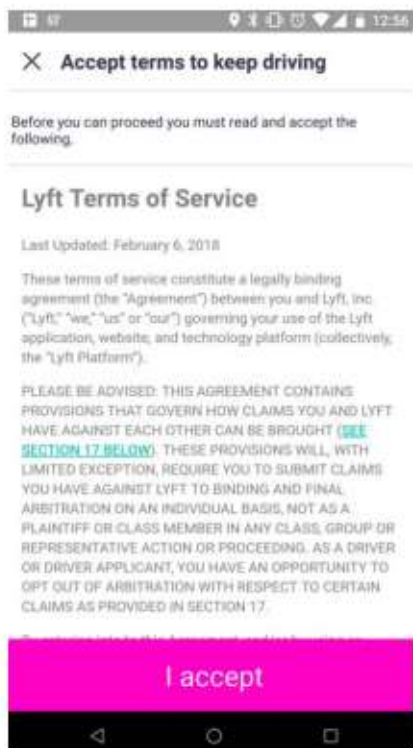 12:56
Accept terms to keep driving
Before you can proceed you must read and accept the
following.
Lyft Terms of Service
Last Updated: February 6, 2018
These terms of service constitute a legally binding
agreement (the "Agreement") between you and Lyft, Inc.
("Lyft," "we," "us" or "our") governing your use of the Lyft
application, website, and technology platform (collectively,
the "Lyft Platform").
PLEASE BE ADVISED: THIS AGREEMENT CONTAINS
PROVISIONS THAT GOVERN HOW CLAIMS YOU AND LYFT
HAVE AGAINST EACH OTHER CAN BE BROUGHT (SEE
SECTION 17 BELOW). THESE PROVISIONS WILL, WITH
LIMITED EXCEPTION, REQUIRE YOU TO SUBMIT CLAIMS
YOU HAVE AGAINST LYFT TO BINDING AND FINAL
ARBITRATION ON AN INDIVIDUAL BASIS, NOT AS A
PLAINTIFF OR CLASS MEMBER IN ANY CLASS, GROUP OR
REPRESENTATIVE ACTION OR PROCEEDING. AS A DRIVER
OR DRIVER APPLICANT, YOU HAVE AN OPPORTUNITY TO
OPT OUT OF ARBITRATION WITH RESPECT TO CERTAIN
CLAIMS AS PROVIDED IN SECTION 17.
I accept